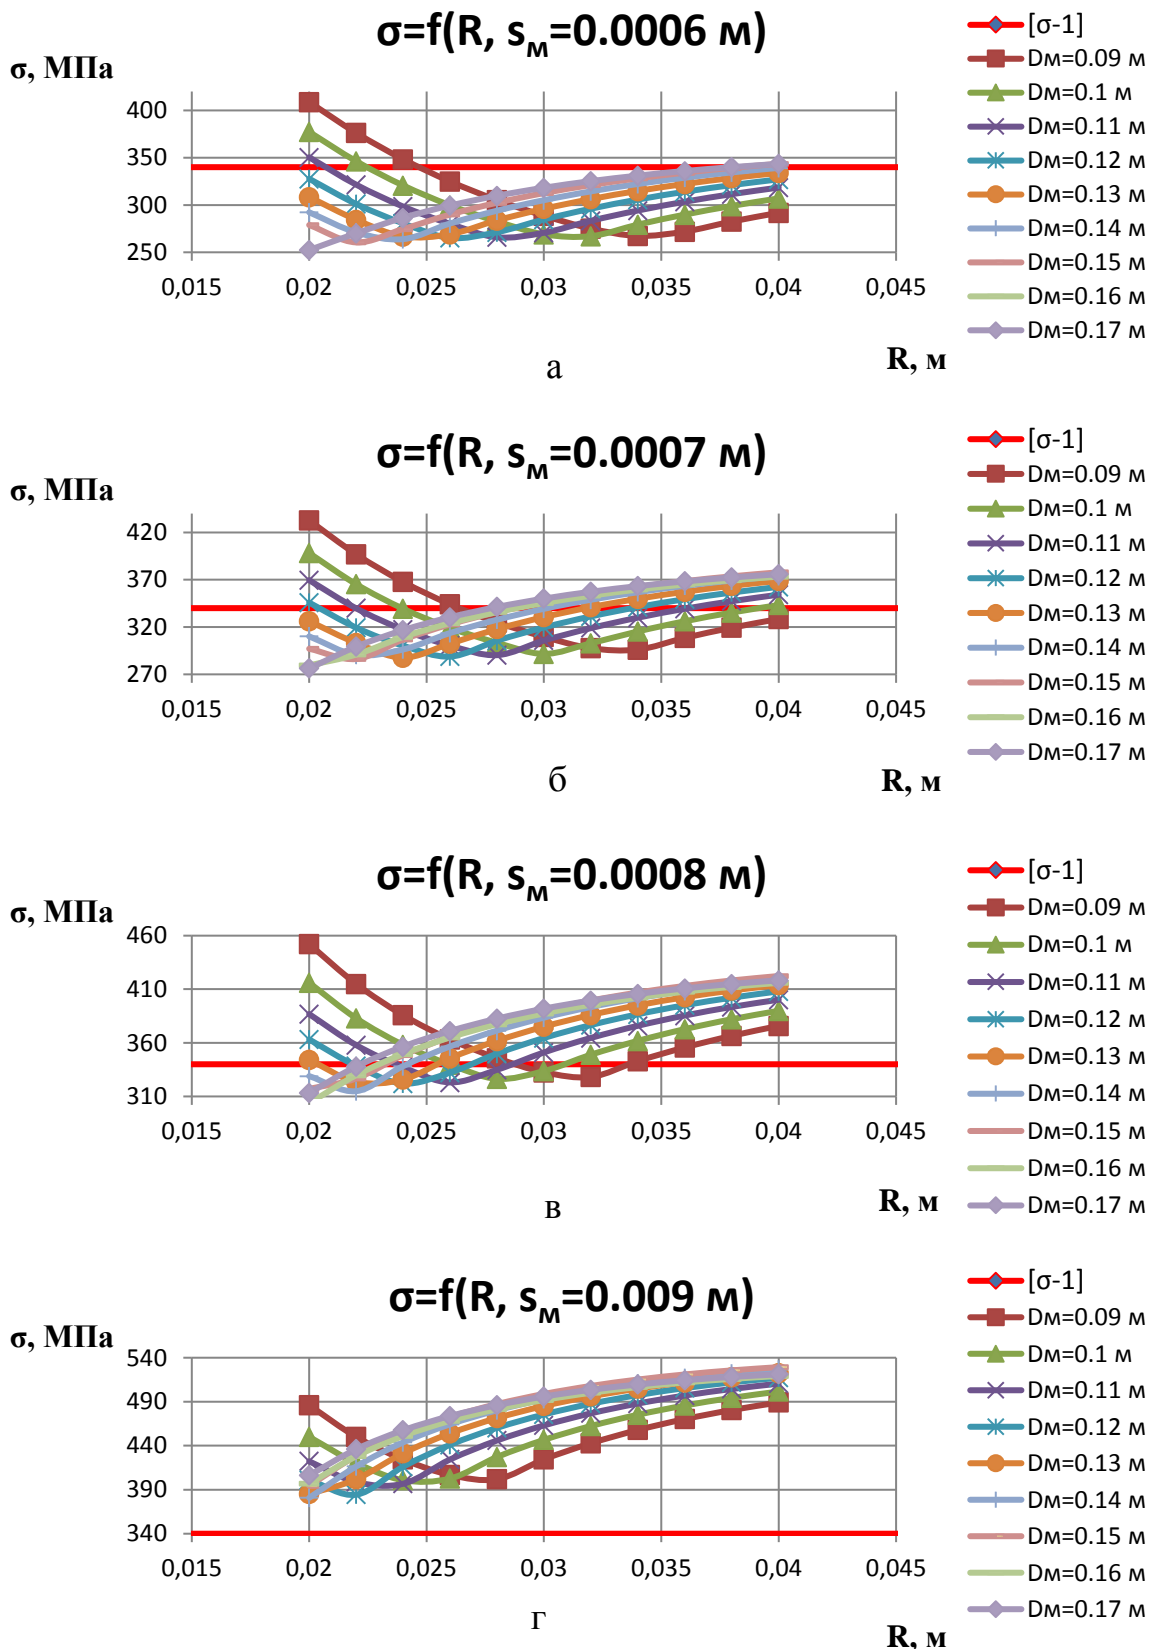 σ=f(R, sм=0.0006 м)
σ, МПа
400
350
300
250
0,015 0,02 0,025 0,03 0,035 0,04 0,045
R, м
а
[σ-1]
Dм=0.09 м
Dм=0.1 м
Dм=0.11 м
Dм=0.12 м
Dм=0.13 м
Dм=0.14 м
Dм=0.15 м
Dм=0.16 м
Dм=0.17 м
σ=f(R, sм=0.0007 м)
σ, МПа
420
370
320
270
0,015 0,02 0,025 0,03 0,035 0,04 0,045
R, м
б
[σ-1]
Dм=0.09 м
Dм=0.1 м
Dм=0.11 м
Dм=0.12 м
Dм=0.13 м
Dм=0.14 м
Dм=0.15 м
Dм=0.16 м
Dм=0.17 м
σ=f(R, sм=0.0008 м)
σ, МПа
460
410
360
310
0,015 0,02 0,025 0,03 0,035 0,04 0,045
R, м
в
[σ-1]
Dм=0.09 м
Dм=0.1 м
Dм=0.11 м
Dм=0.12 м
Dм=0.13 м
Dм=0.14 м
Dм=0.15 м
Dм=0.16 м
Dм=0.17 м
σ=f(R, sм=0.009 м)
σ, МПа
540
490
440
390
340
0,015 0,02 0,025 0,03 0,035 0,04 0,045
R, м
г
[σ-1]
Dм=0.09 м
Dм=0.1 м
Dм=0.11 м
Dм=0.12 м
Dм=0.13 м
Dм=0.14 м
Dм=0.15 м
Dм=0.16 м
Dм=0.17 м